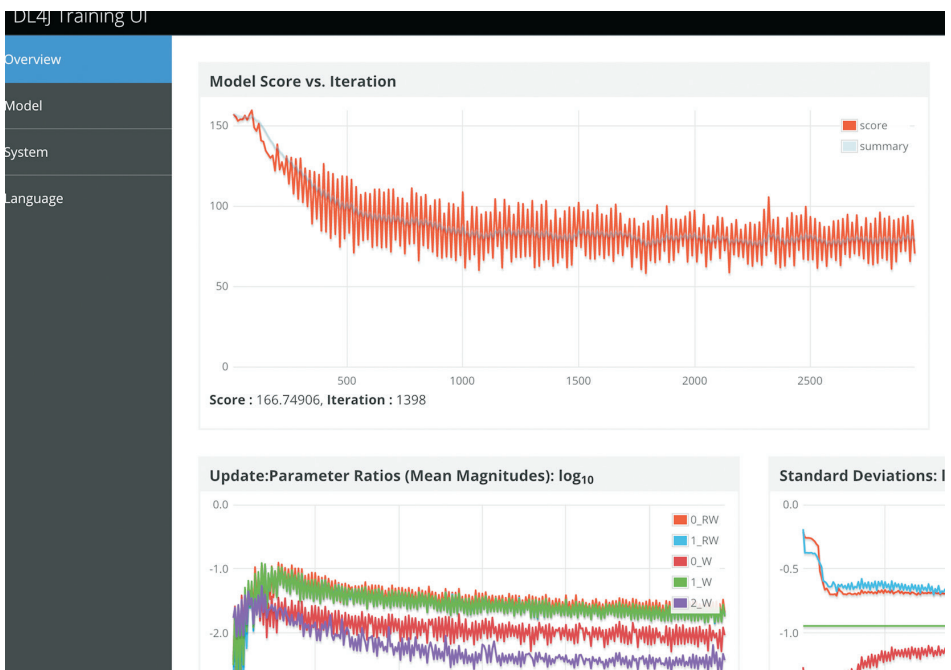 DL4J Training UI
Overview
Model
System
Language
Model Score vs. Iteration
150
100
50
0
500 1000 1500 2000 2500
score
summary
Score : 166.74906, Iteration : 1398
Update:Parameter Ratios (Mean Magnitudes): log10
0.0
-1.0
-2.0
0_RW
1_RW
0_W
1_W
2_W
Standard Deviations:
0.0
-0.5
-1.0